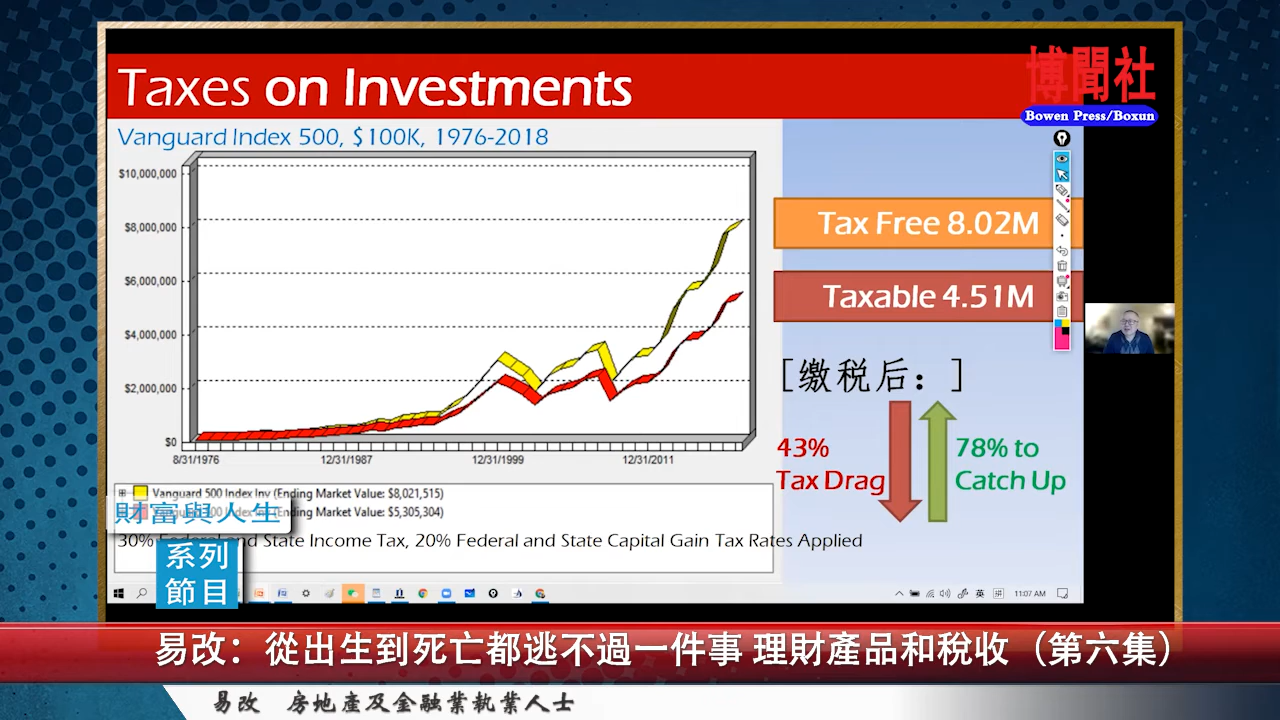 Taxes on Investments
博聞社
Bowen Press/Boxun
Vanguard Index 500, $100K, 1976-2018
$10,000,000
$8,000,000
$6,000,000
$4,000,000
$2,000,000
$0
8/31/1976
12/31/1987
12/31/1999
12/31/2011
Tax Free 8.02M
Taxable 4.51M
[缴税后：]
43%
Tax Drag
78% to
Catch Up
Vanguard 500 Index Inv (Ending Market Value: $8,021,515)
500 Index Inv (Ending Market Value: $5,305,304)
30% Federal and State Income Tax, 20% Federal and State Capital Gain Tax Rates Applied
財富與人生
系列
節目
英
拼
11:07 AM
易改：從出生到死亡都逃不過一件事 理財產品和稅收（第六集）
易改 房地產及金融業執業人士